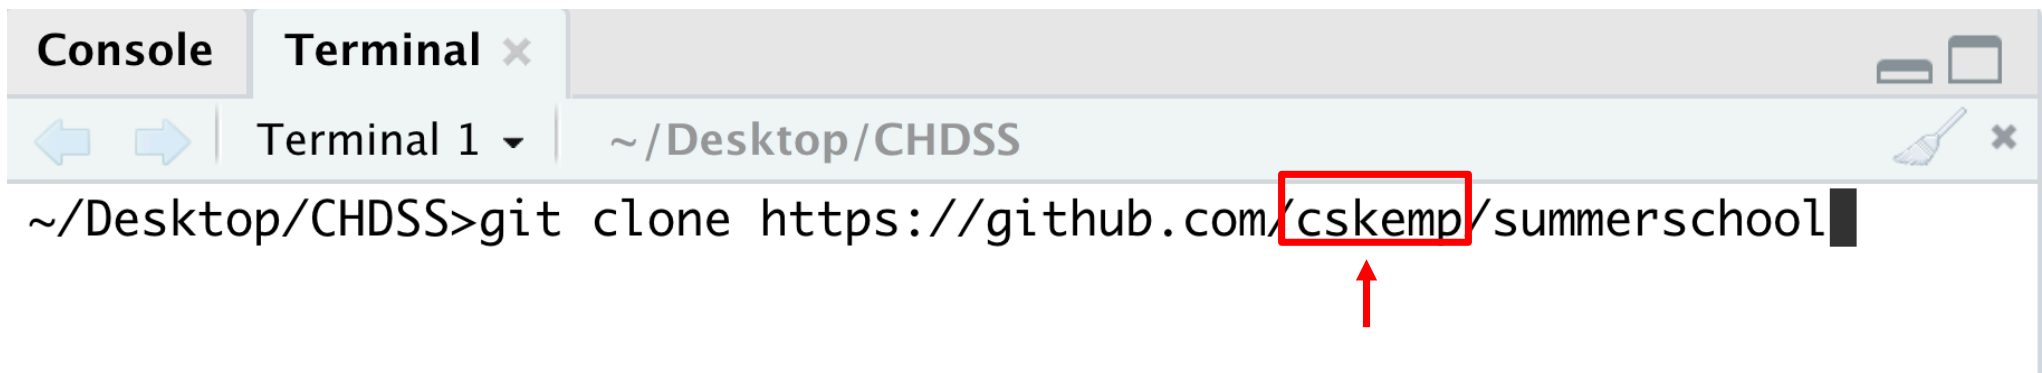 Console Terminal
Terminal 1 ~/Desktop/CHDSS
~/Desktop/CHDSS>git clone https://github.com/cskemp/summerschool